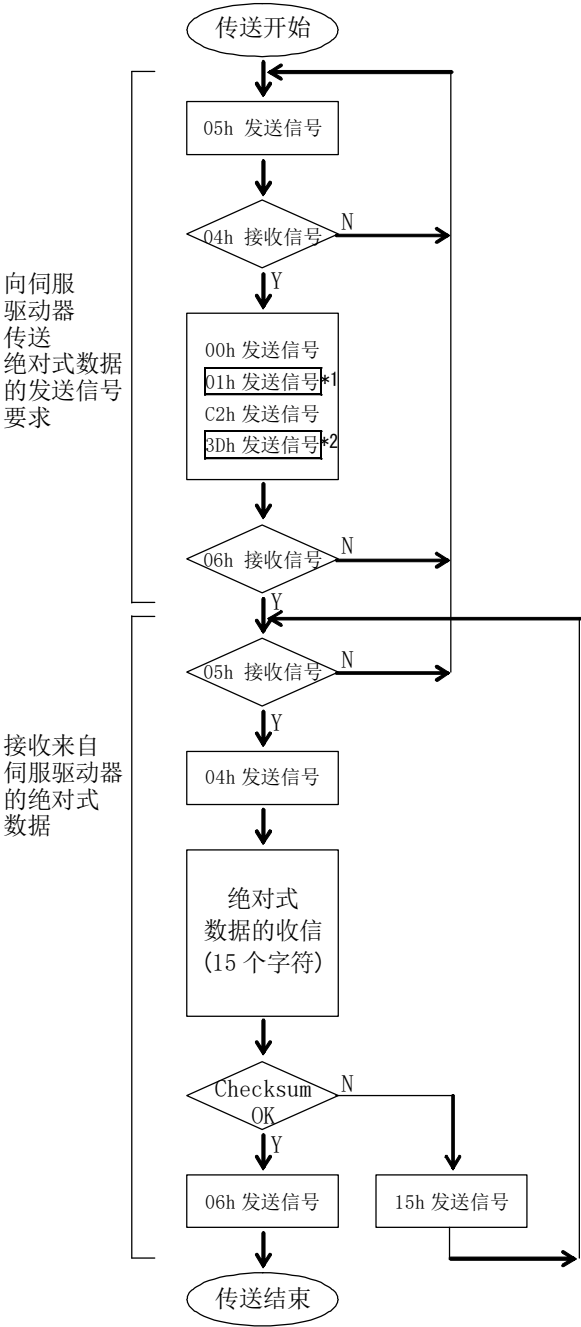 传送开始
05h 发送信号
04h 接收信号
N
Y
向伺服
驱动器
传送
绝对式数据
的发送信号
要求
00h 发送信号
01h 发送信号*1
C2h 发送信号
3Dh 发送信号*2
06h 接收信号
N
Y
05h 接收信号
N
Y
接收来自
伺服驱动器
的绝对式
数据
04h 发送信号
绝对式
数据的收信
(15 个字符)
Checksum
OK
N
Y
06h 发送信号
15h 发送信号
传送结束